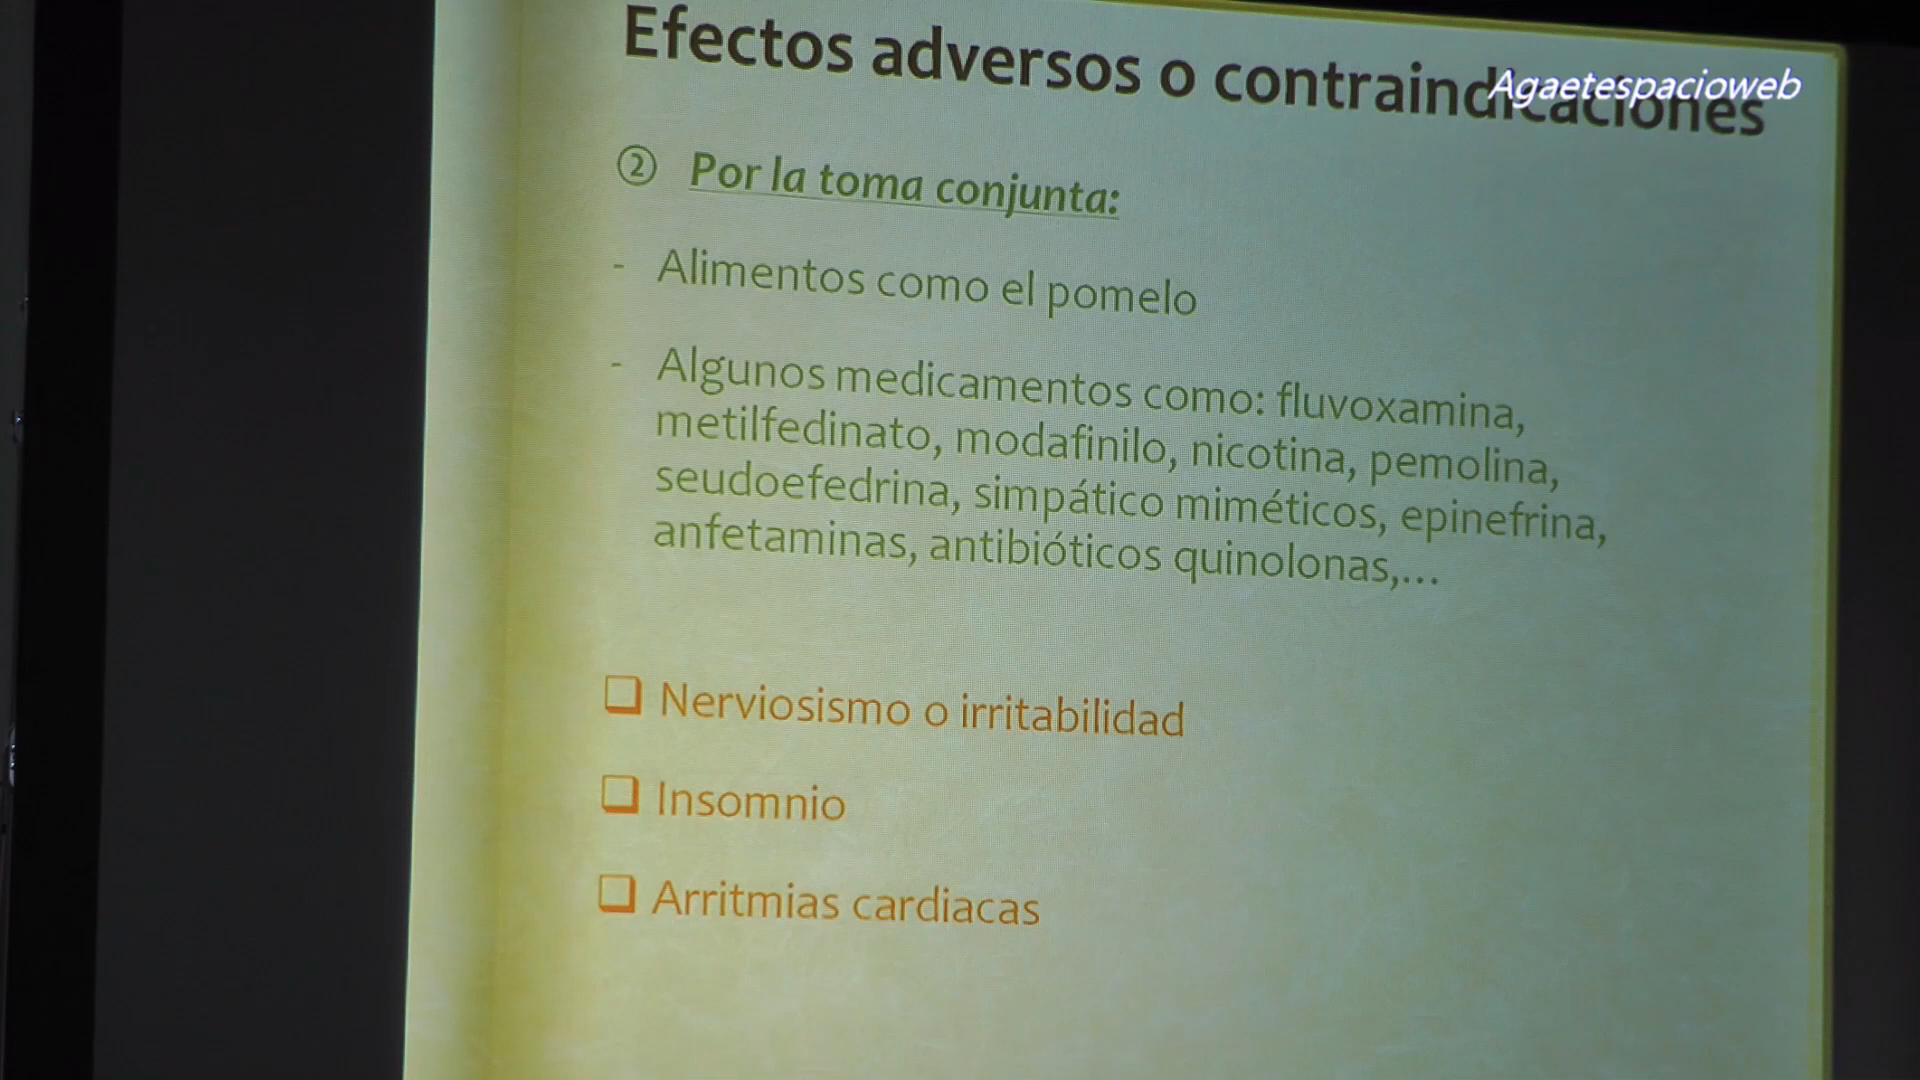 Efectos adversos o contraindicaciones
Agaetespacioweb
② Por la toma conjunta:
- Alimentos como el pomelo
- Algunos medicamentos como: fluvoxamina,
metilfedinato, modafinilo, nicotina, pemolina,
seudoefedrina, simpático miméticos, epinefrina,
anfetaminas, antibióticos quinolonas,...
❑ Nerviosismo o irritabilidad
❑ Insomnio
❑ Arritmias cardiacas